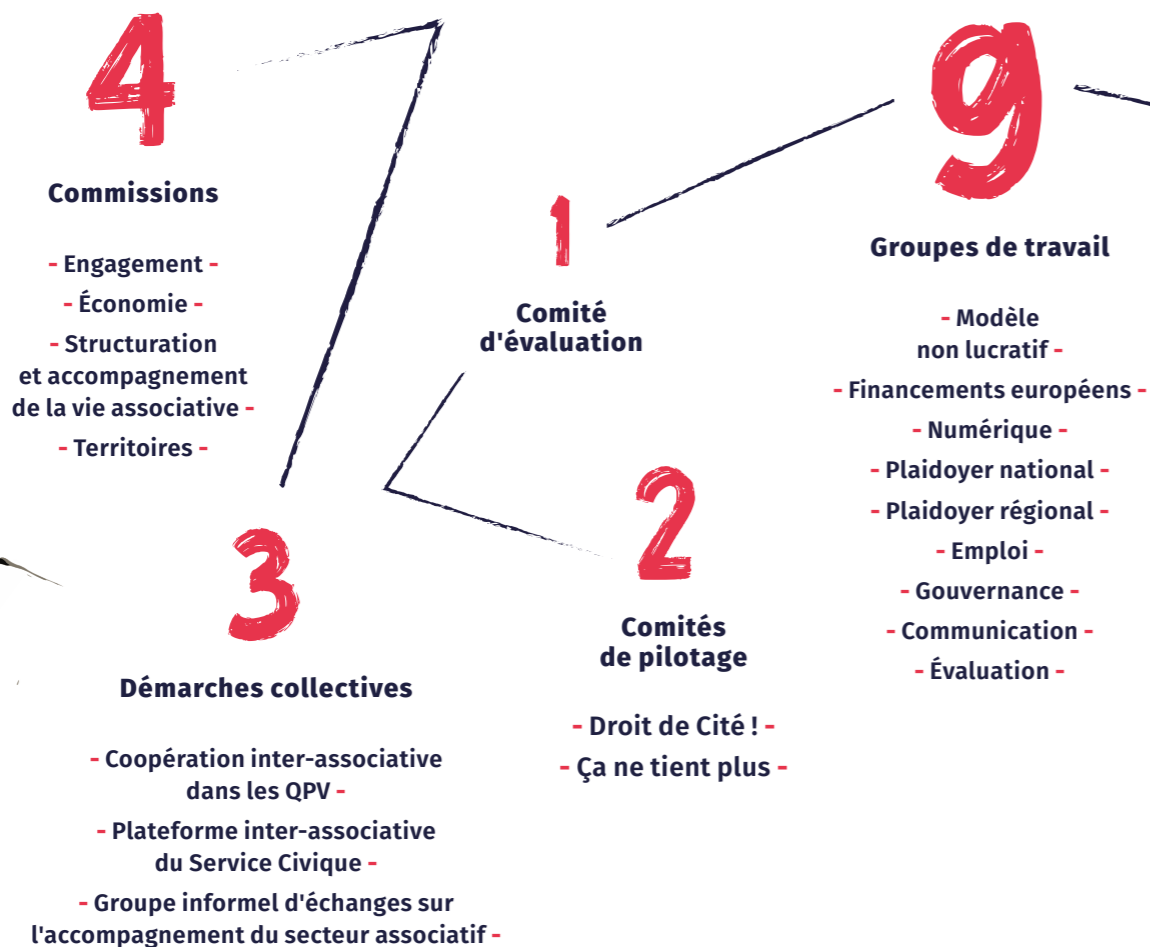 4
Commissions
- Engagement -
- Économie -
- Structuration
et accompagnement
de la vie associative -
- Territoires -
3
Démarches collectives
- Coopération inter-associative
dans les QPV -
- Plateforme inter-associative
du Service Civique -
- Groupe informel d'échanges sur
l'accompagnement du secteur associatif -
1
Comité
d'évaluation
2
Comités
de pilotage
- Droit de Cité ! -
- Ça ne tient plus -
9
Groupes de travail
- Modèle
non lucratif -
- Financements européens -
- Numérique -
- Plaidoyer national -
- Plaidoyer régional -
- Emploi -
- Gouvernance -
- Communication -
- Évaluation -